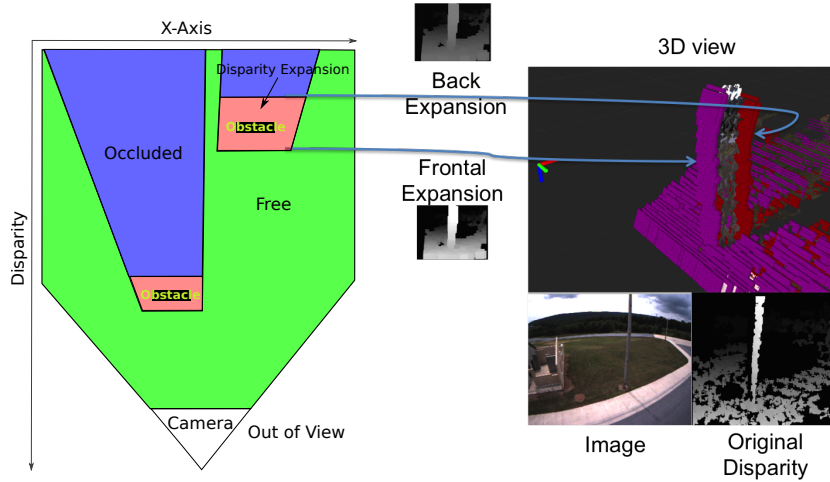 X-Axis
3D view
Disparity Expansion
Back
Expansion
Obstacle
Occluded
Frontal
Expansion
Free
Disparity
Obstacle
Camera
Out of View
Image
Original
Disparity